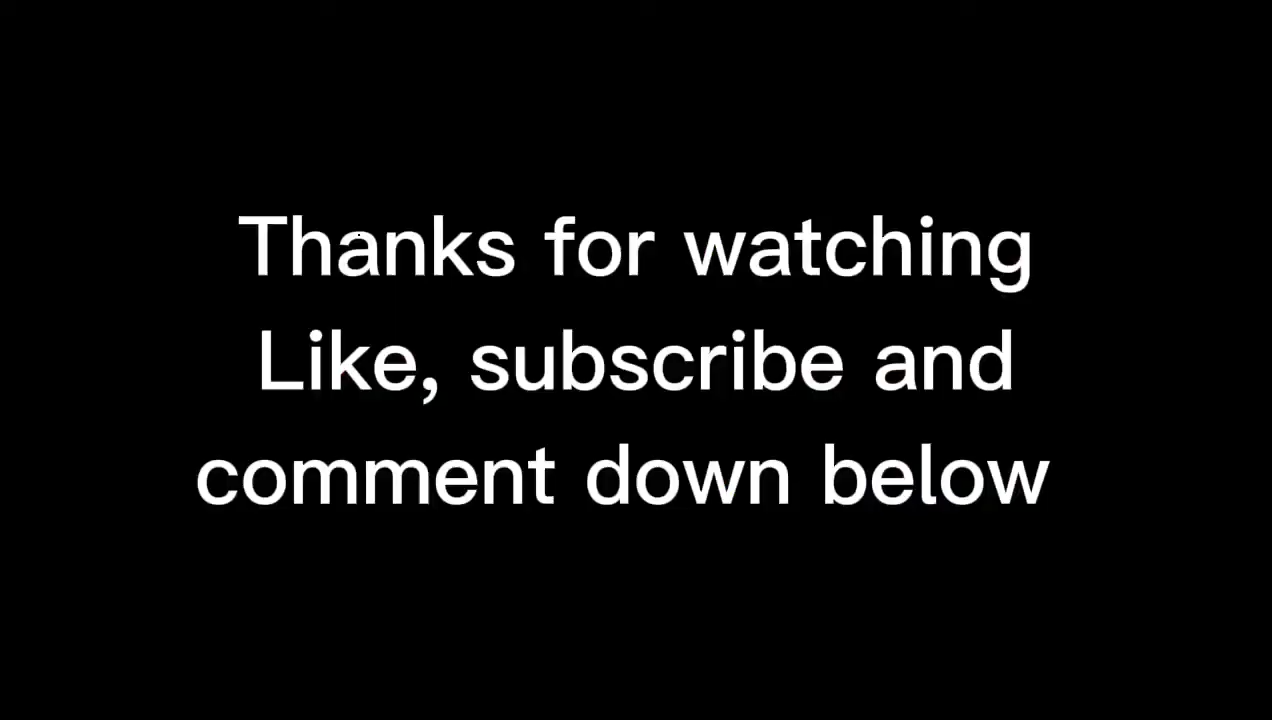 Thanks for watching
Like, subscribe and
comment down below